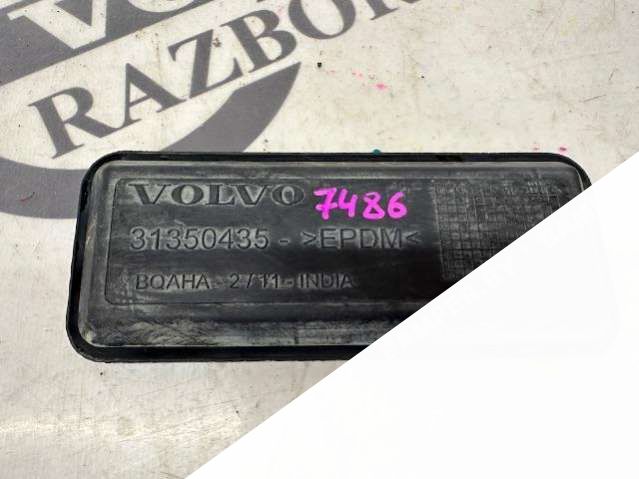 RAZBOR
VOLVO 7486
31350435 - >EPDM<
BQAHA - 2 / 11 - INDIA